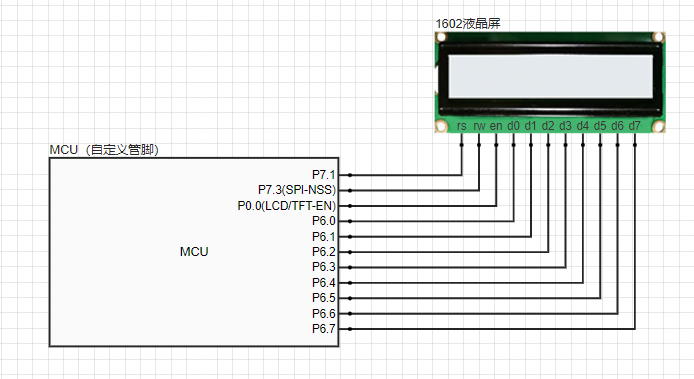 1602液晶屏
rs rw en d0 d1 d2 d3 d4 d5 d6 d7
MCU（自定义管脚）
P7.1
P7.3(SPI-NSS)
P0.0(LCD/TFT-EN)
P6.0
P6.1
MCU
P6.2
P6.3
P6.4
P6.5
P6.6
P6.7